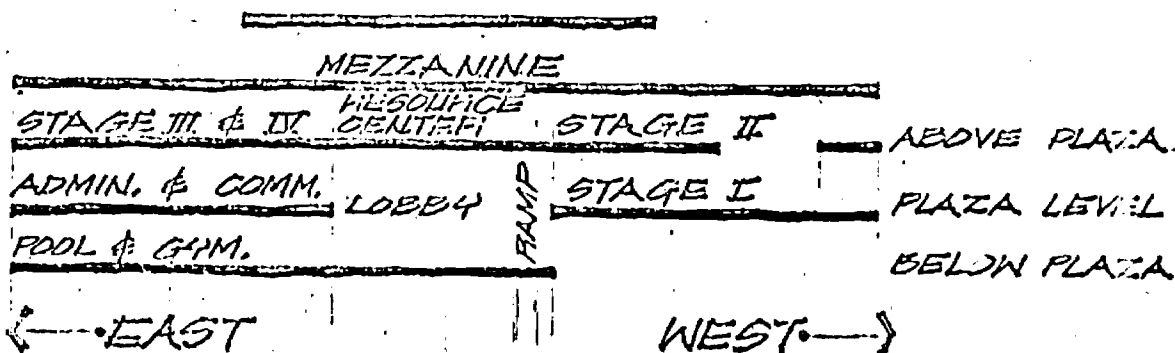 MEZZANINE
RESOURCE
STAGE III & IV CENTER STAGE II ABOVE PLAZA
ADMIN. & COMM. LOBBY RAMP STAGE I PLAZA LEVEL
POOL & GYM. BELOW PLAZA
EAST WEST